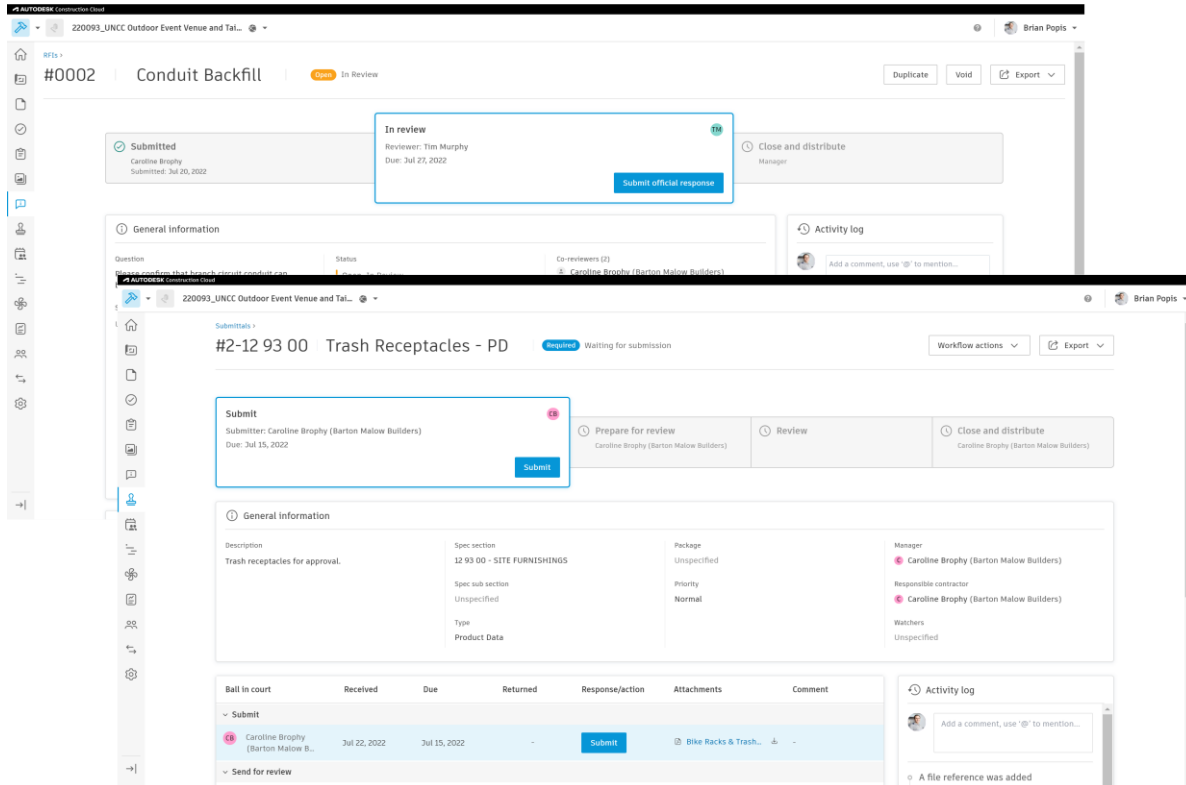 AUTODESK Construction Cloud
220093_UNCC Outdoor Event Venue and Tai...
Brian Popis
RFIs >
#0002 Conduit Backfill Open In Review
Duplicate Void Export
In review TM
Reviewer: Tim Murphy
Due: Jul 27, 2022
Submit official response
Submitted
Caroline Brophy
Submitted: Jul 20, 2022
Close and distribute
Manager
General information
Activity log
Question Status Co-reviewers (2)
Please confirm that branch circuit conduit can Open In Review Caroline Brophy (Barton Malow Builders)
Add a comment, use '@' to mention...
AUTODESK Construction Cloud
220093_UNCC Outdoor Event Venue and Tai...
Brian Popis
Submittals >
#2-12 93 00 Trash Receptacles - PD Required Waiting for submission
Workflow actions Export
Submit CB
Submitter: Caroline Brophy (Barton Malow Builders)
Due: Jul 15, 2022
Submit
Prepare for review
Caroline Brophy (Barton Malow Builders)
Review
Close and distribute
Caroline Brophy (Barton Malow Builders)
General information
Description Spec section Package Manager
Trash receptacles for approval. 12 93 00 - SITE FURNISHINGS Unspecified C Caroline Brophy (Barton Malow Builders)
Spec sub section Priority Responsible contractor
Unspecified Normal C Caroline Brophy (Barton Malow Builders)
Type Watchers
Product Data Unspecified
Ball in court Received Due Returned Response/action Attachments Comment
Submit
CB Caroline Brophy
(Barton Malow B... Jul 22, 2022 Jul 15, 2022 - Submit Bike Racks & Trash... -
Send for review
Activity log
Add a comment, use '@' to mention...
A file reference was added